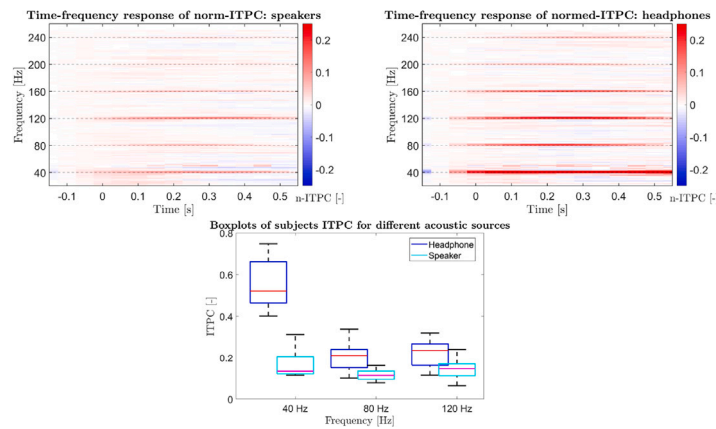 Time-frequency response of norm-ITPC: speakers
Frequency [Hz]
240
200
160
120
80
40
-0.1 0 0.1 0.2 0.3 0.4 0.5
Time [s]
0.2
0.1
0
-0.1
-0.2
n-ITPC [-]
Time-frequency response of normed-ITPC: headphones
Frequency [Hz]
240
200
160
120
80
40
-0.1 0 0.1 0.2 0.3 0.4 0.5
Time [s]
0.2
0.1
0
-0.1
-0.2
n-ITPC [-]
Boxplots of subjects ITPC for different acoustic sources
ITPC [-]
0.8
0.6
0.4
0.2
0
Headphone
Speaker
40 Hz 80 Hz 120 Hz
Frequency [Hz]